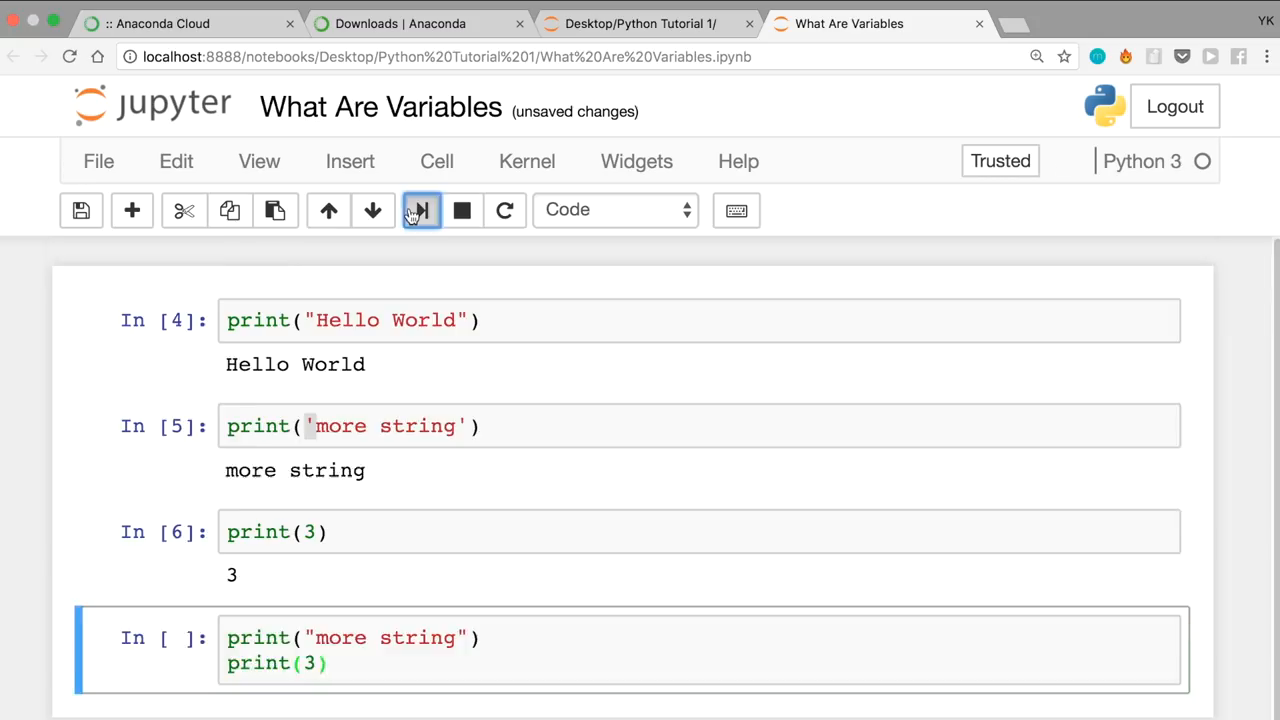 :: Anaconda Cloud × Downloads | Anaconda × Desktop/Python Tutorial 1/ × What Are Variables × YK
localhost:8888/notebooks/Desktop/Python%20Tutorial%201/What%20Are%20Variables.ipynb
jupyter What Are Variables (unsaved changes) Logout
File Edit View Insert Cell Kernel Widgets Help Trusted Python 3
Code
In [4]: print("Hello World")
Hello World
In [5]: print('more string')
more string
In [6]: print(3)
3
In [ ]: print("more string")
print(3)